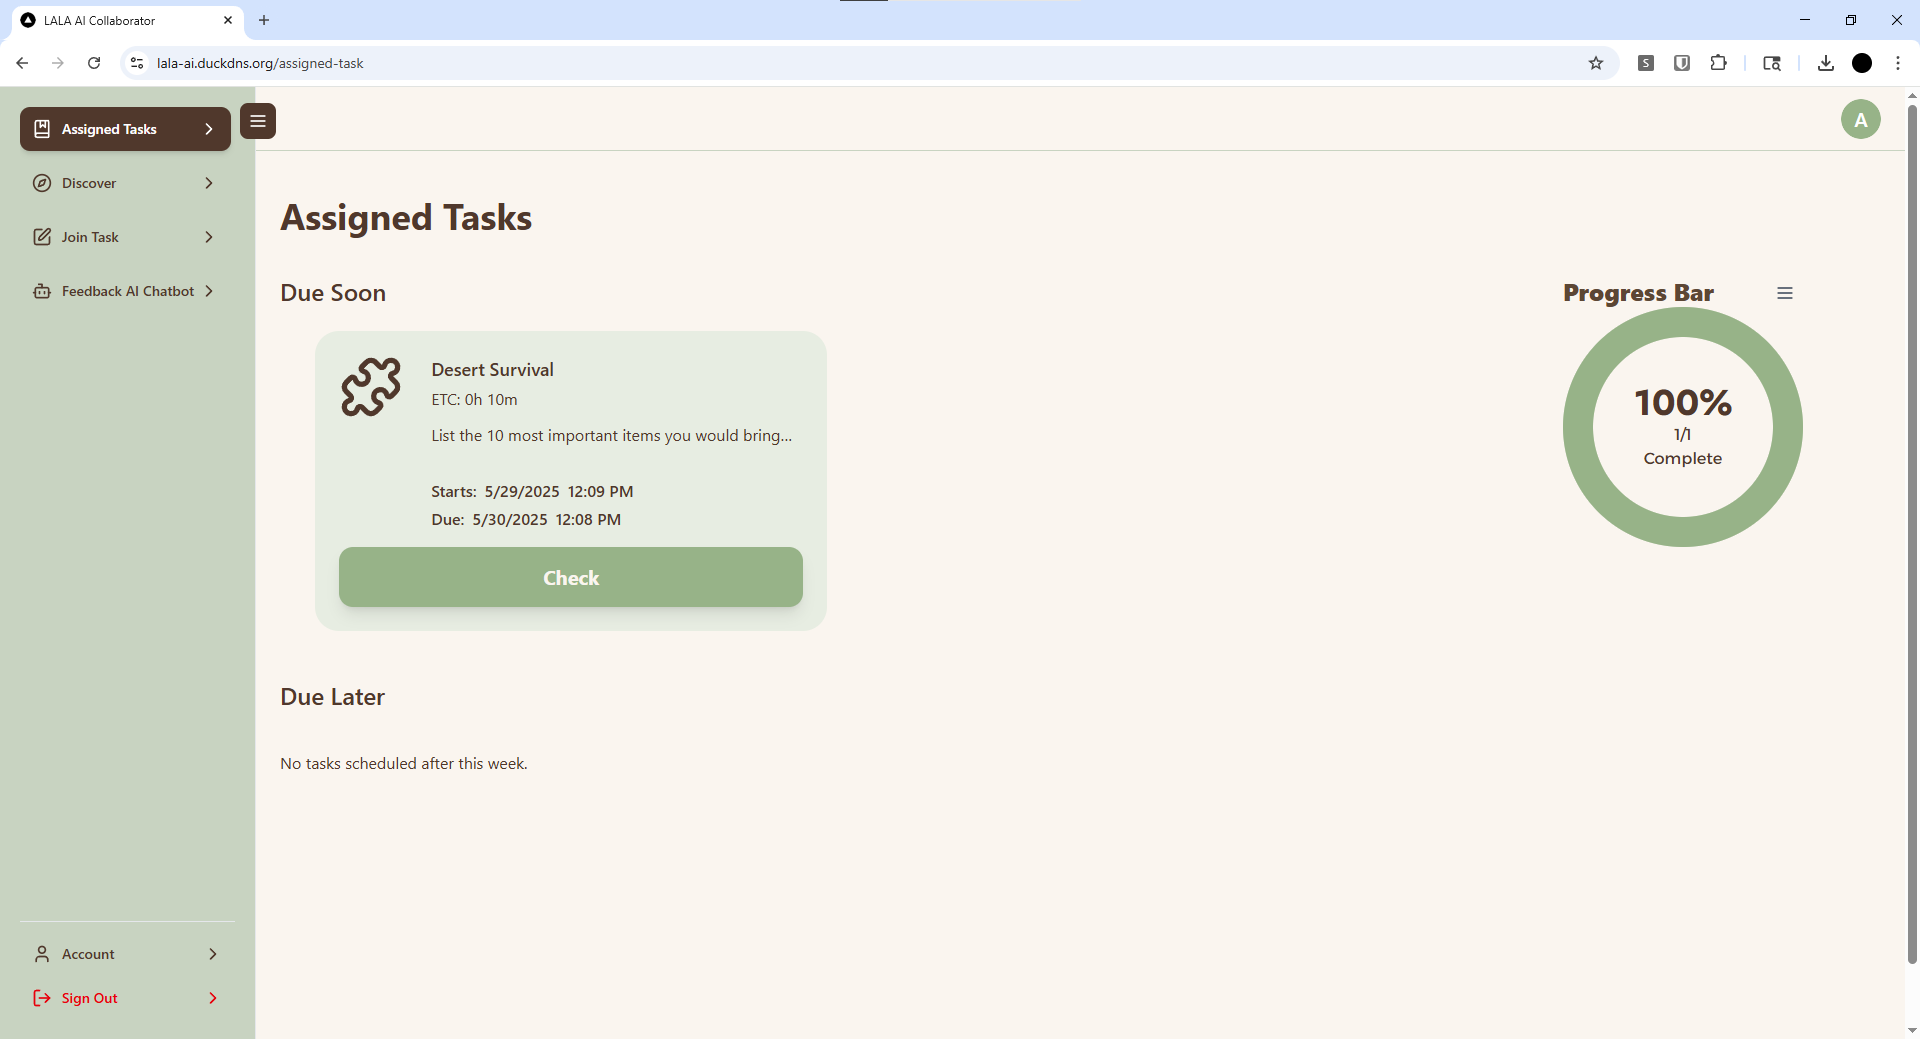 LALA AI Collaborator
lala-ai.duckdns.org/assigned-task
S
A
Assigned Tasks
Discover
Join Task
Feedback AI Chatbot
Account
Sign Out
Assigned Tasks
Due Soon
Desert Survival
ETC: 0h 10m
List the 10 most important items you would bring...
Starts: 5/29/2025 12:09 PM
Due: 5/30/2025 12:08 PM
Check
Due Later
No tasks scheduled after this week.
Progress Bar
100%
1/1
Complete